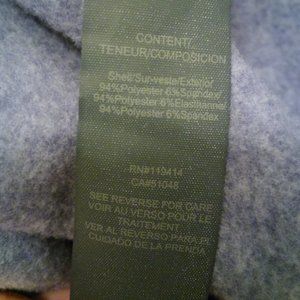 CONTENT/
TENEUR/COMPOSICION
Shell/Sur-veste/Exterior
94%Polyester 6%Spandex/
94%Polyester 6%Elasthanne/
94%Polyester 6%Spandex
RN#119414
CA#51048
SEE REVERSE FOR CARE
VOIR AU VERSO POUR LE
TRAITEMENT
VER AL REVERSO PARA EL
CUIDADO DE LA PRENDA